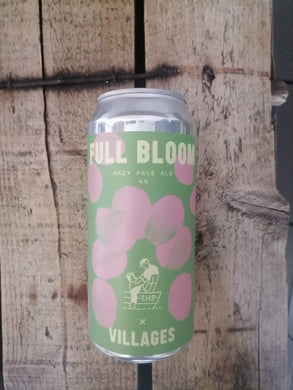 FULL BLOOM
HAZY PALE ALE
4%
T.H.P.
×
VILLAGES